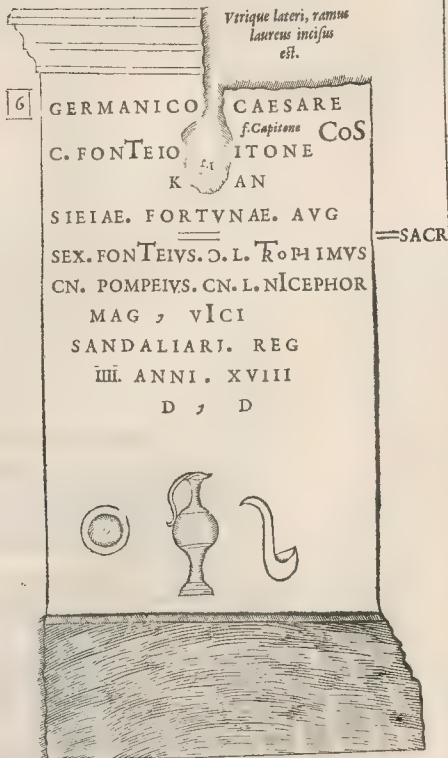 Vtrique lateri, ramus
laureus incisus
est.
6
GERMANICO CAESARE
f. Capitone
C. FONTEIO ITONE CoS
f. I
K AN
SIEIAE. FORTVNAE. AVG
=SACR
SEX. FONTEIVS. Ɔ. L. TROPHIMVS
CN. POMPEIVS. CN. L. NICEPHOR
MAG , VICI
SANDALIARI. REG
IIII. ANNI. XVIII
D , D